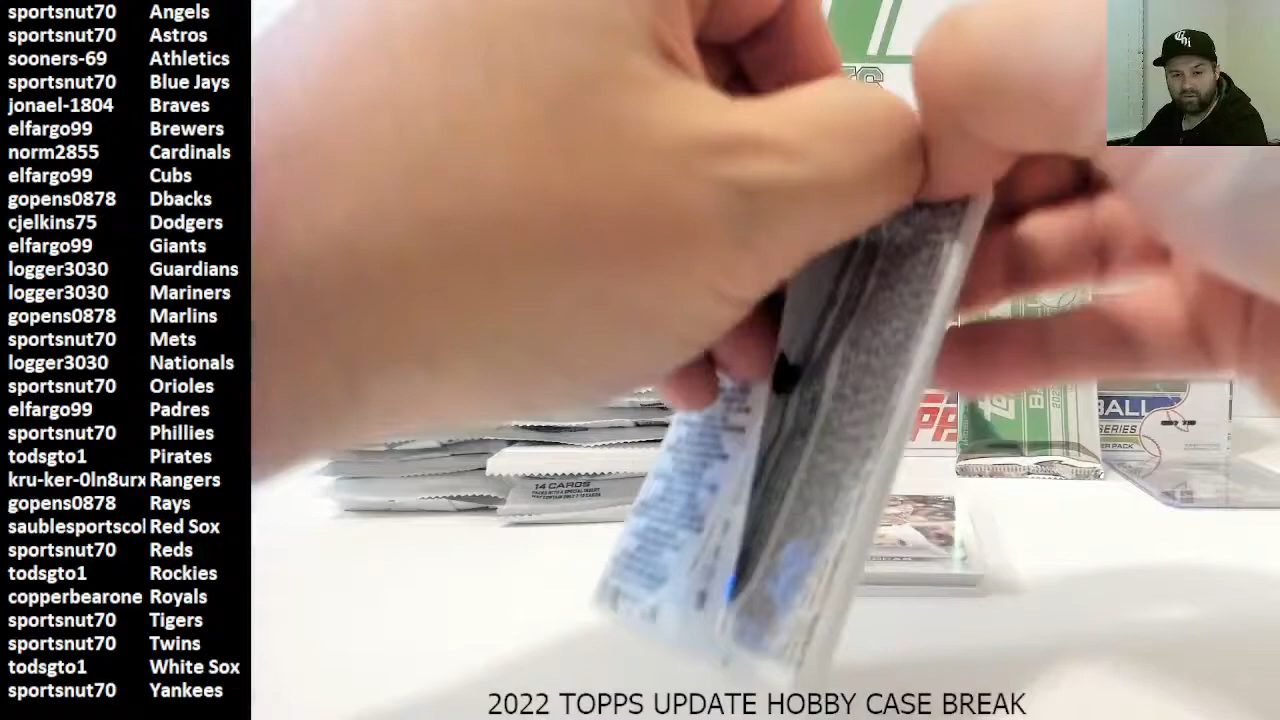 sportsnut70 Angels
sportsnut70 Astros
sooners-69 Athletics
sportsnut70 Blue Jays
jonael-1804 Braves
elfargo99 Brewers
norm2855 Cardinals
elfargo99 Cubs
gopens0878 Dbacks
cjelkins75 Dodgers
elfargo99 Giants
logger3030 Guardians
logger3030 Mariners
gopens0878 Marlins
sportsnut70 Mets
logger3030 Nationals
sportsnut70 Orioles
elfargo99 Padres
sportsnut70 Phillies
todsgto1 Pirates
kru-ker-0ln8urx Rangers
gopens0878 Rays
saublesportscol Red Sox
sportsnut70 Reds
todsgto1 Rockies
copperbearone Royals
sportsnut70 Tigers
sportsnut70 Twins
todsgto1 White Sox
sportsnut70 Yankees
14 CARDS
BALL
SERIES
2022 TOPPS UPDATE HOBBY CASE BREAK